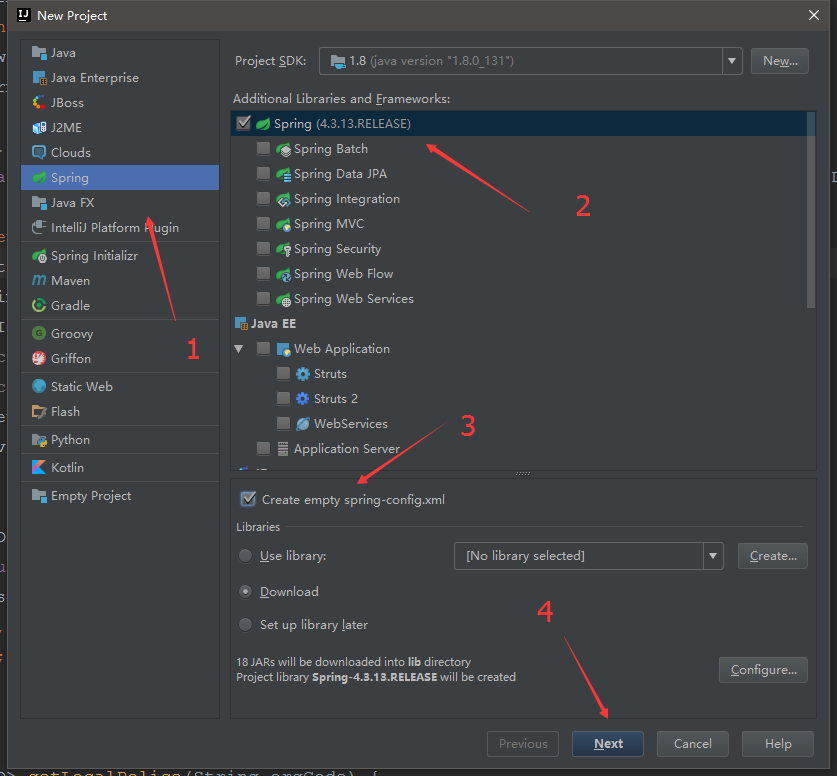 New Project
Java
Java Enterprise
JBoss
J2ME
Clouds
Spring
Java FX
IntelliJ Platform Plugin
Spring Initializr
Maven
Gradle
Groovy
Griffon
Static Web
Flash
Python
Kotlin
Empty Project
1
Project SDK:
1.8 (java version "1.8.0_131")
New...
Additional Libraries and Frameworks:
Spring (4.3.13.RELEASE)
Spring Batch
Spring Data JPA
Spring Integration
2
Spring MVC
Spring Security
Spring Web Flow
Spring Web Services
Java EE
Web Application
Struts
Struts 2
WebServices
3
Application Server
Create empty spring-config.xml
Libraries
Use library:
[No library selected]
Create...
Download
Set up library later
4
18 JARs will be downloaded into lib directory
Project library Spring-4.3.13.RELEASE will be created
Configure...
Previous
Next
Cancel
Help
getLocalPolice(String orgCode) {